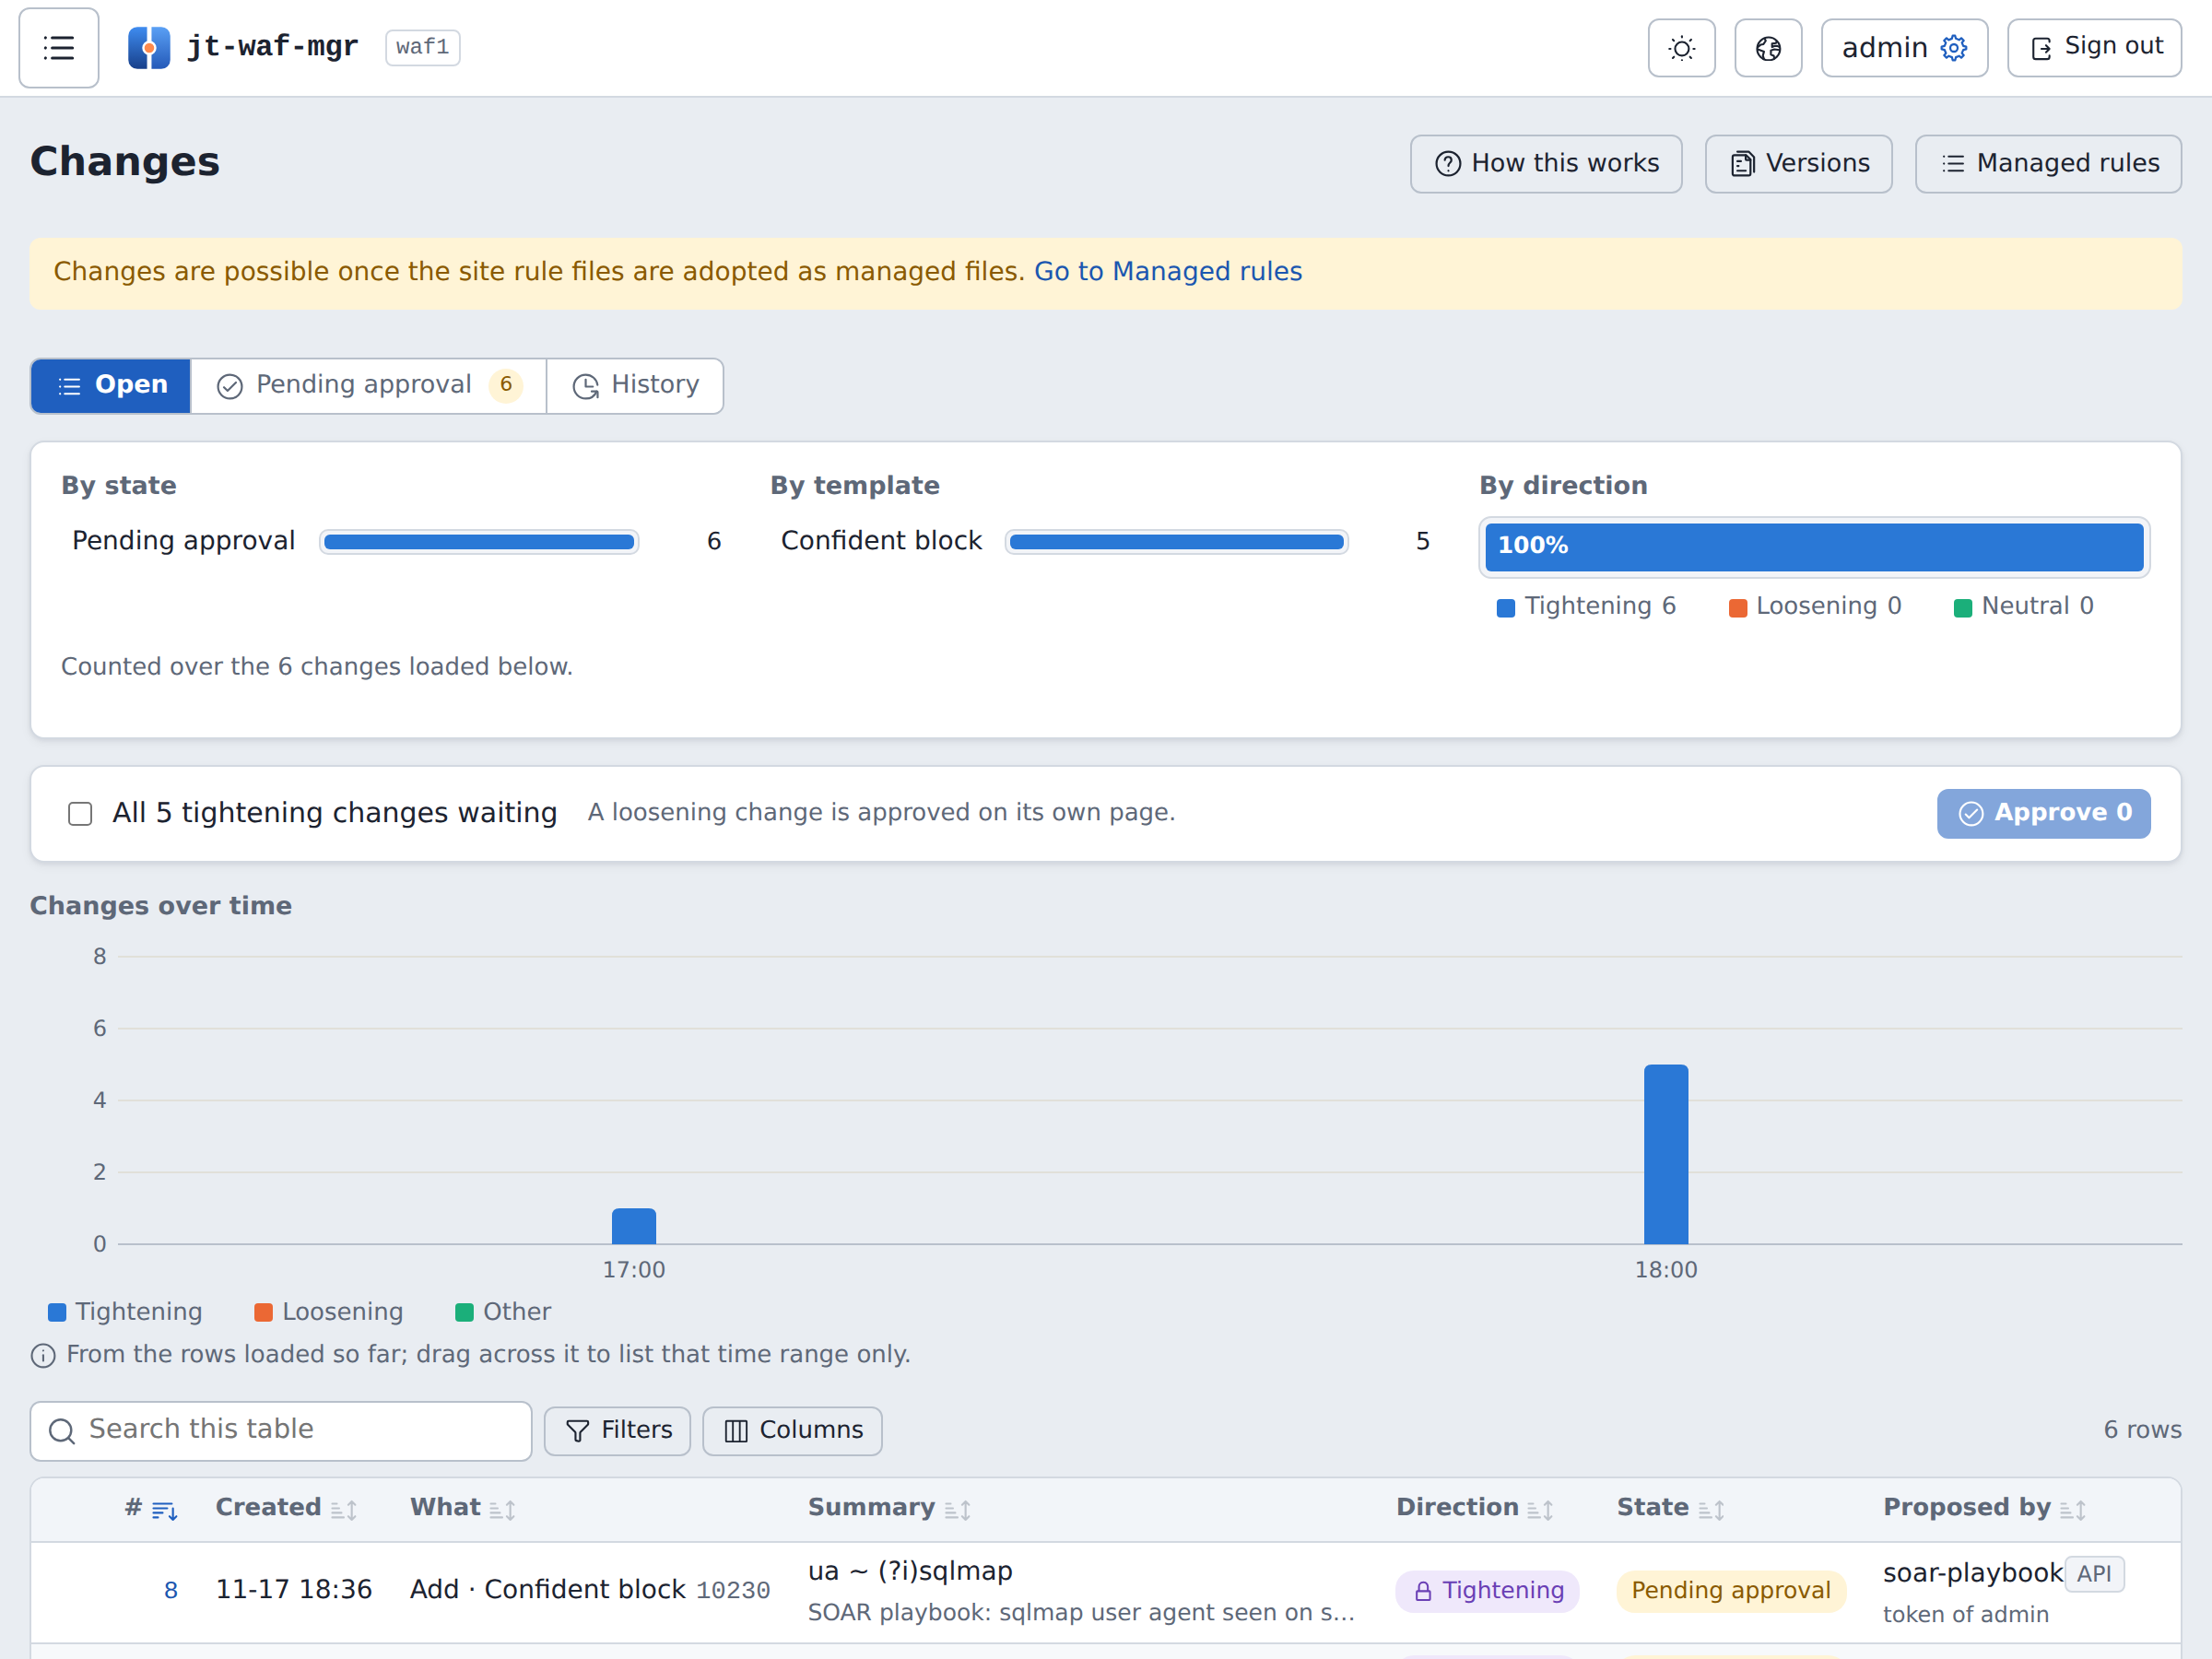 jt-waf-mgr
waf1
admin
Sign out
Changes
How this works
Versions
Managed rules
Changes are possible once the site rule files are adopted as managed files. Go to Managed rules
Open
Pending approval 6
History
By state
Pending approval 6
By template
Confident block 5
By direction
100%
Tightening 6
Loosening 0
Neutral 0
Counted over the 6 changes loaded below.
All 5 tightening changes waiting
A loosening change is approved on its own page.
Approve 0
Changes over time
8
6
4
2
0
17:00
18:00
Tightening
Loosening
Other
From the rows loaded so far; drag across it to list that time range only.
Search this table
Filters
Columns
6 rows
# Created What Summary Direction State Proposed by
8 11-17 18:36 Add · Confident block 10230
ua ~ (?i)sqlmap
SOAR playbook: sqlmap user agent seen on s…
Tightening
Pending approval
soar-playbook API
token of admin